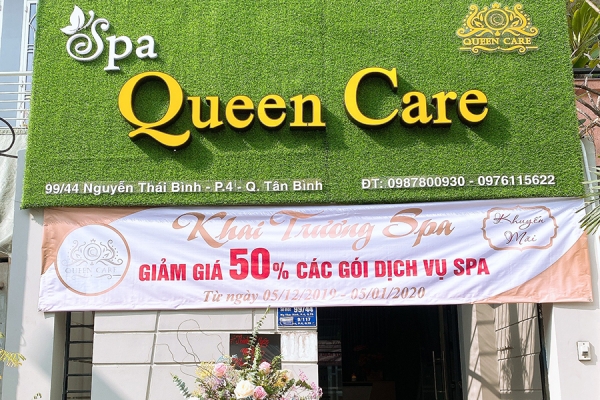 Spa
QUEEN CARE
Queen Care
99/44 Nguyễn Thái Bình - P.4 - Q. Tân Bình
ĐT: 0987800930 - 0976115622
Khai Trương Spa
Khuyến Mãi
QUEEN CARE
GIẢM GIÁ 50% CÁC GÓI DỊCH VỤ SPA
Từ ngày 05/12/2019 - 05/01/2020
99/44
9/117